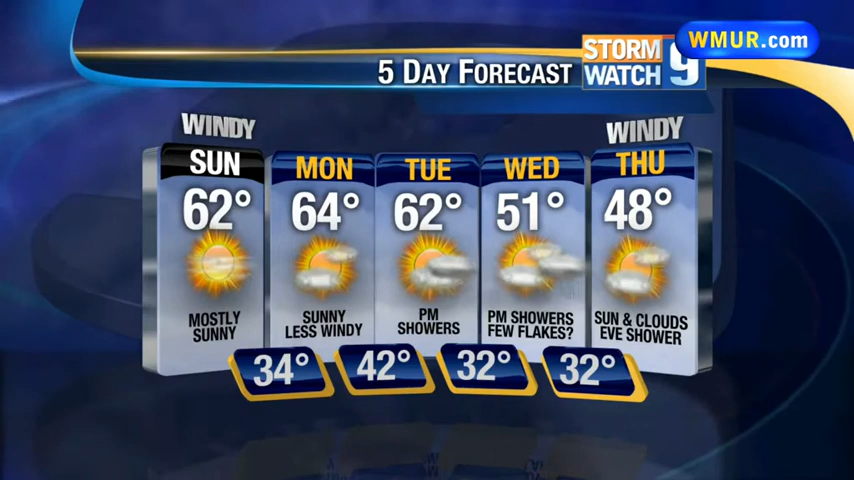 WMUR.com
5 DAY FORECAST
STORM
WATCH 9
WINDY
SUN
62°
MOSTLY
SUNNY
MON
64°
SUNNY
LESS WINDY
TUE
62°
PM
SHOWERS
WED
51°
PM SHOWERS
FEW FLAKES?
WINDY
THU
48°
SUN & CLOUDS
EVE SHOWER
34°
42°
32°
32°